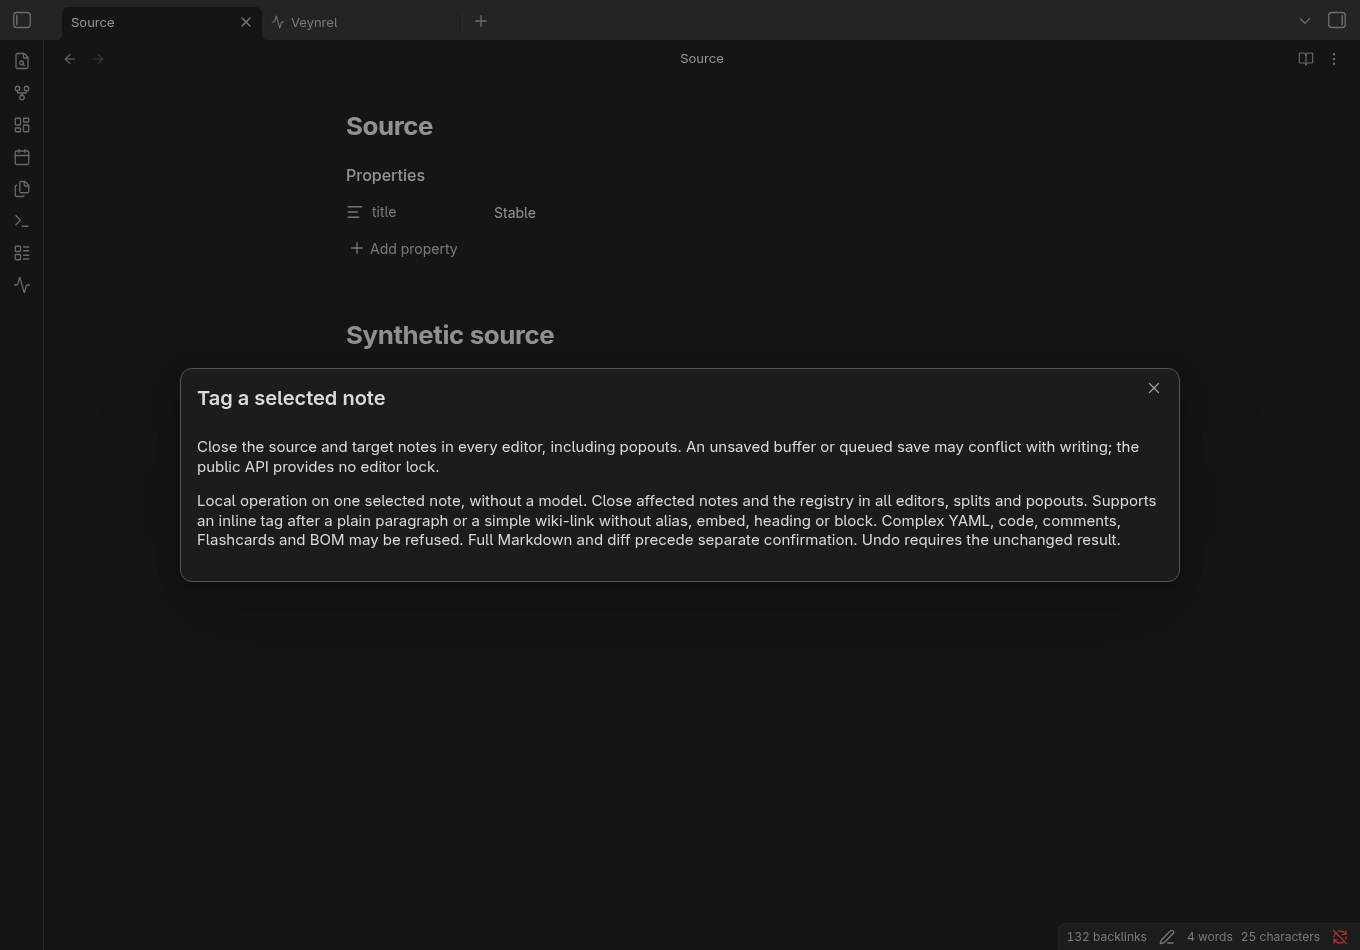 Source
Veynrel
Source
Source
Properties
title Stable
Add property
Synthetic source
Tag a selected note
Close the source and target notes in every editor, including popouts. An unsaved buffer or queued save may conflict with writing; the
public API provides no editor lock.
Local operation on one selected note, without a model. Close affected notes and the registry in all editors, splits and popouts. Supports
an inline tag after a plain paragraph or a simple wiki-link without alias, embed, heading or block. Complex YAML, code, comments,
Flashcards and BOM may be refused. Full Markdown and diff precede separate confirmation. Undo requires the unchanged result.
132 backlinks 4 words 25 characters